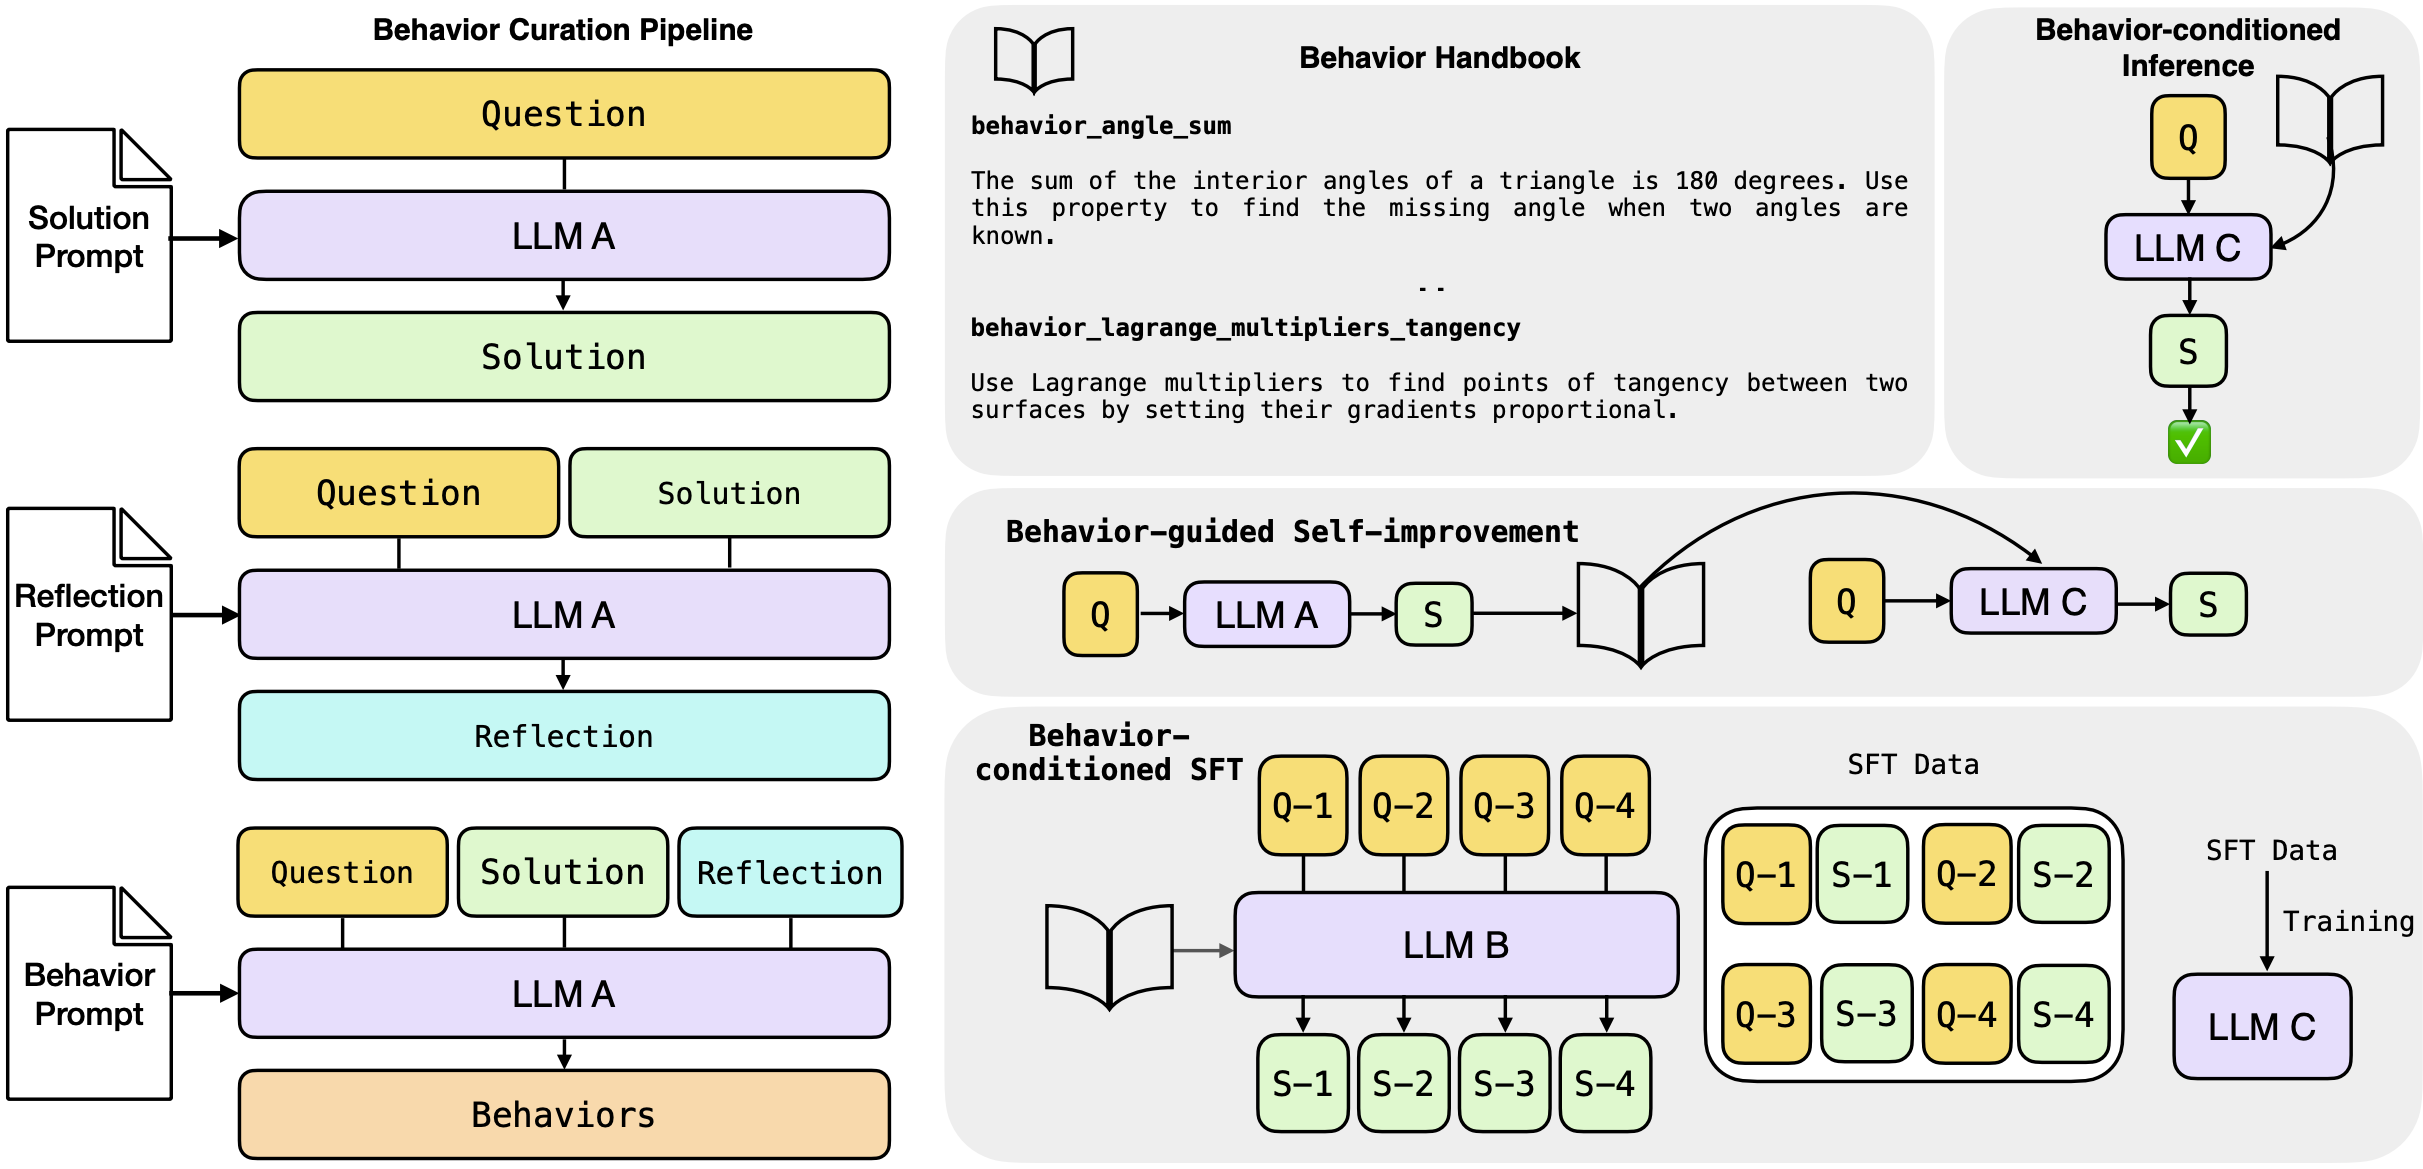 Behavior Curation Pipeline
Solution
Prompt
Question
LLM A
Solution
Reflection
Prompt
Question
Solution
LLM A
Reflection
Behavior
Prompt
Question
Solution
Reflection
LLM A
Behaviors
Behavior Handbook
behavior_angle_sum
The sum of the interior angles of a triangle is 180 degrees. Use
this property to find the missing angle when two angles are
known.
..
behavior_lagrange_multipliers_tangency
Use Lagrange multipliers to find points of tangency between two
surfaces by setting their gradients proportional.
Behavior-conditioned
Inference
Q
LLM C
S
Behavior-guided Self-improvement
Q
LLM A
S
Q
LLM C
S
Behavior-
conditioned SFT
Q-1 Q-2 Q-3 Q-4
LLM B
S-1 S-2 S-3 S-4
SFT Data
Q-1 S-1 Q-2 S-2
Q-3 S-3 Q-4 S-4
SFT Data
Training
LLM C